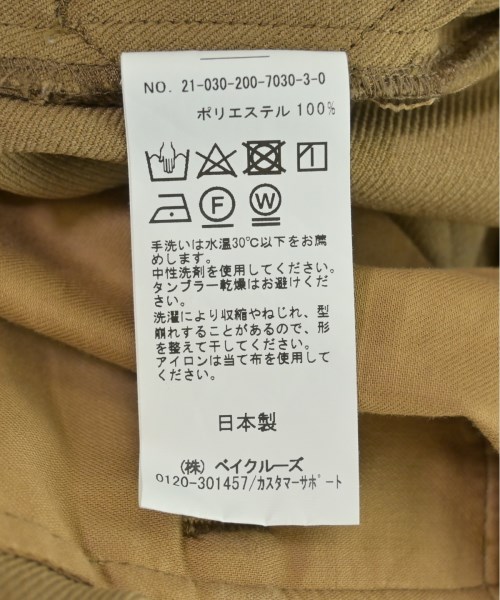 NO. 21-030-200-7030-3-0
ポリエステル 100%
F
W
手洗いは水温30℃以下をお薦
めします。
中性洗剤を使用してください。
タンブラー乾燥はお避けくださ
い。
洗濯により収縮やねじれ、型
崩れすることがあるので、形
を整えて干してください。
アイロンは当て布を使用して
ください。
日本製
(株) ベイクルーズ
0120-301457/カスタマーサポート